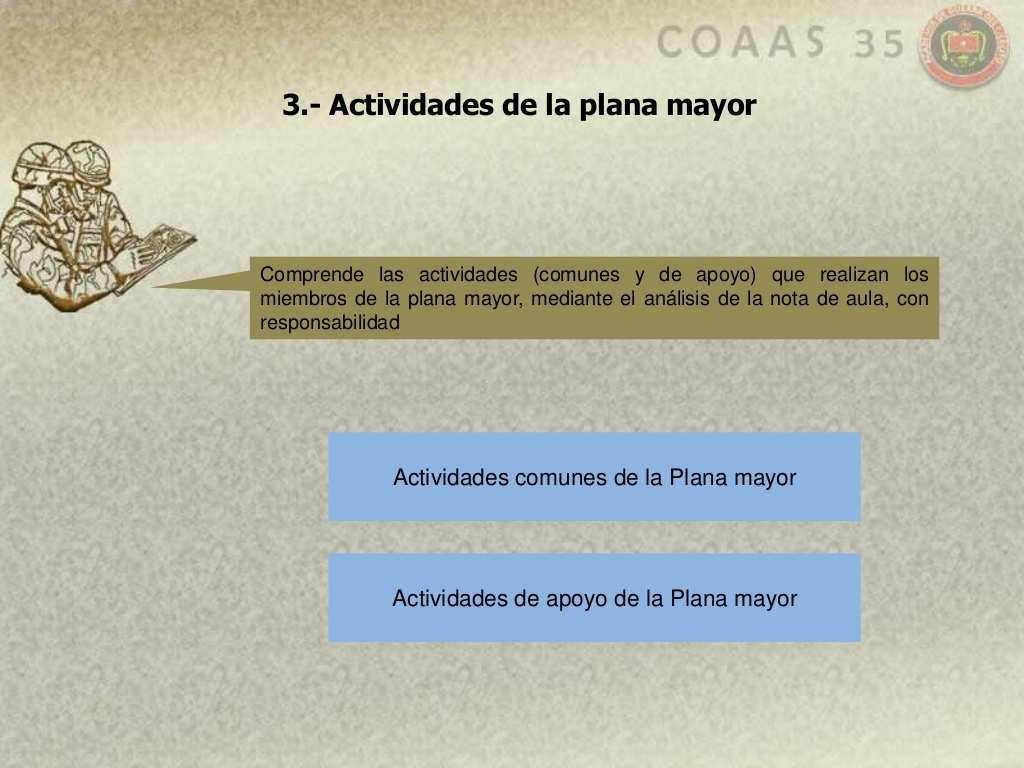 COAAS 35
3.- Actividades de la plana mayor
Comprende las actividades (comunes y de apoyo) que realizan los
miembros de la plana mayor, mediante el análisis de la nota de aula, con
responsabilidad
Actividades comunes de la Plana mayor
Actividades de apoyo de la Plana mayor